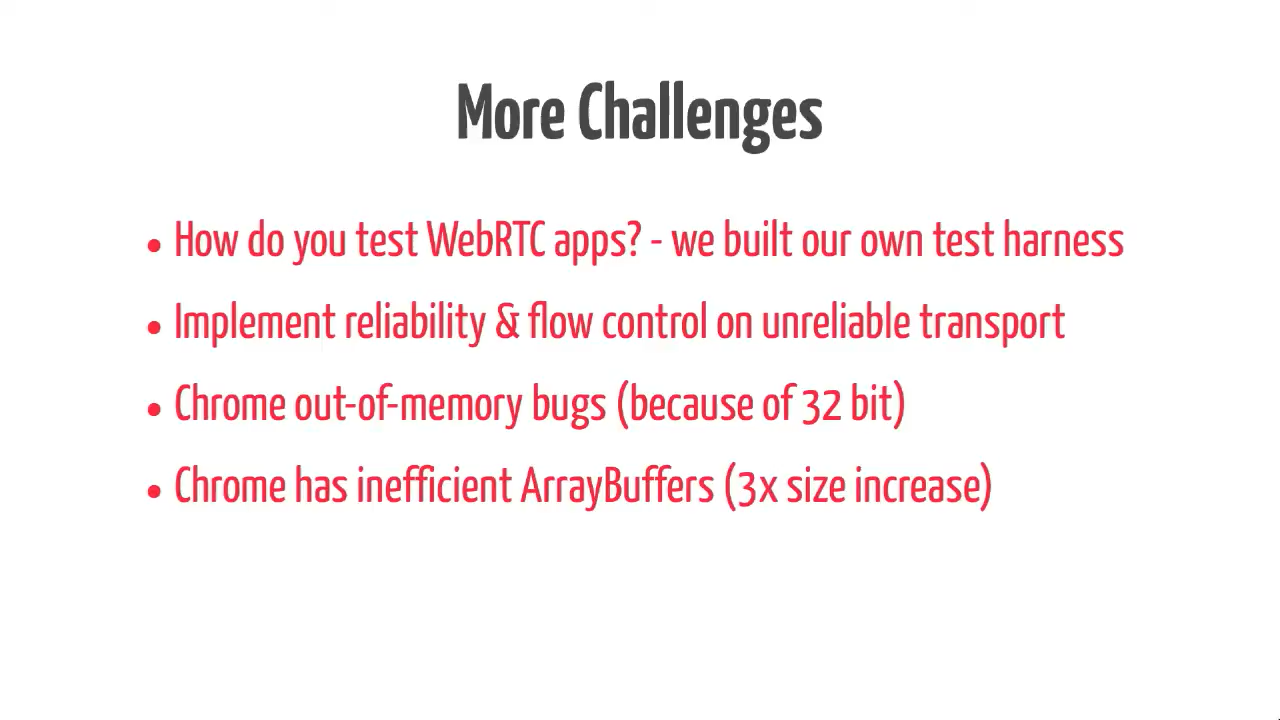 More Challenges
• How do you test WebRTC apps? - we built our own test harness
• Implement reliability & flow control on unreliable transport
• Chrome out-of-memory bugs (because of 32 bit)
• Chrome has inefficient ArrayBuffers (3x size increase)